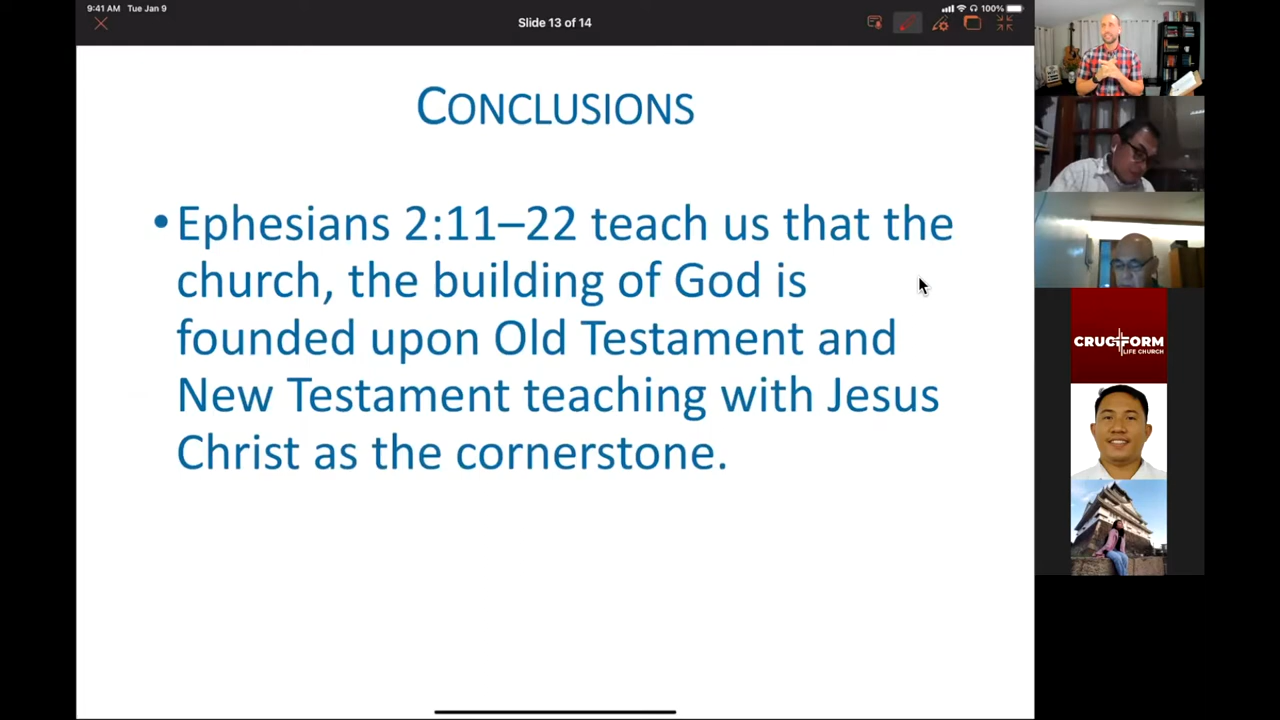 9:41 AM Tue Jan 9
100%
Slide 13 of 14
CONCLUSIONS
•Ephesians 2:11–22 teach us that the
church, the building of God is
founded upon Old Testament and
New Testament teaching with Jesus
Christ as the cornerstone.
CRUCIFORM
LIFE CHURCH